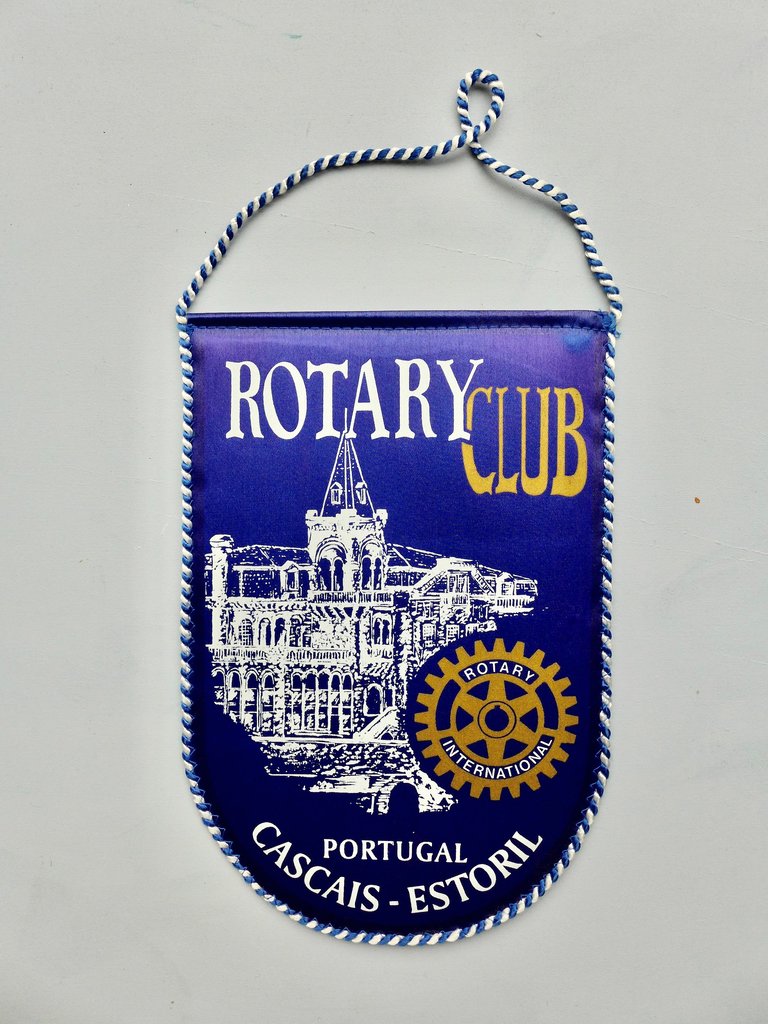 ROTARY
CLUB
ROTARY
INTERNATIONAL
PORTUGAL
CASCAIS - ESTORIL